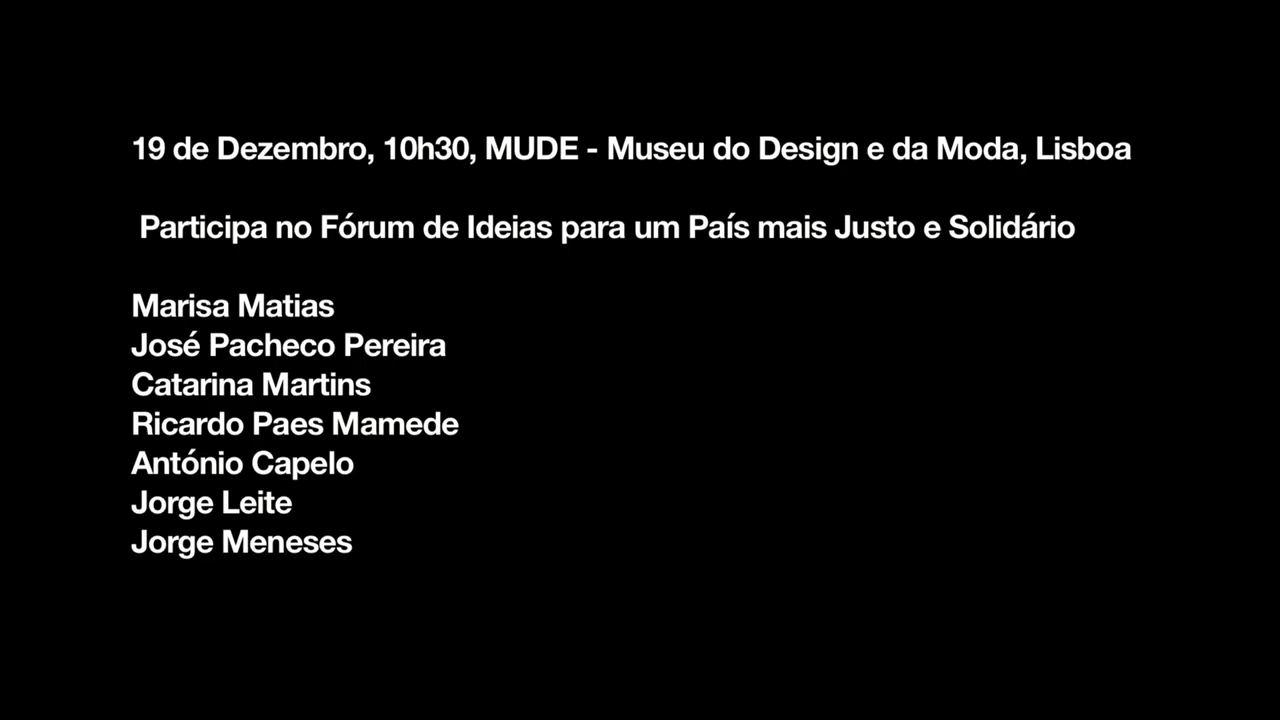 19 de Dezembro, 10h30, MUDE - Museu do Design e da Moda, Lisboa
Participa no Fórum de Ideias para um País mais Justo e Solidário
Marisa Matias
José Pacheco Pereira
Catarina Martins
Ricardo Paes Mamede
António Capelo
Jorge Leite
Jorge Meneses